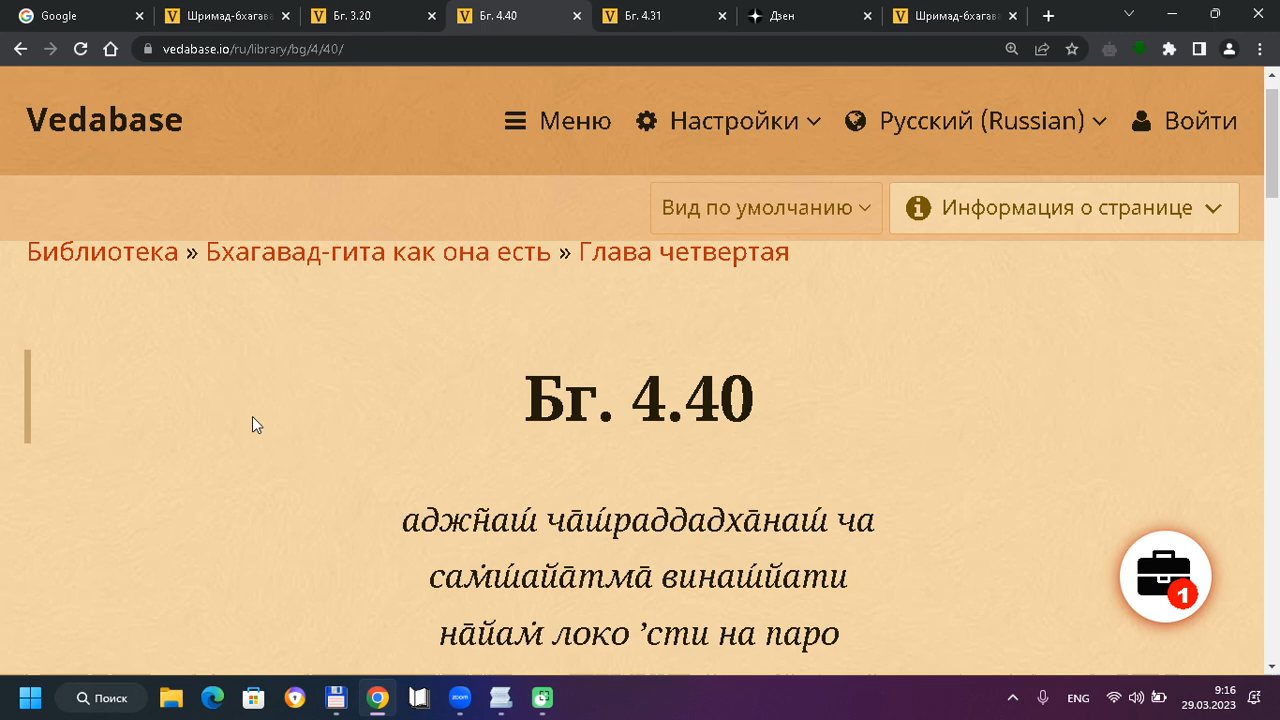 Google
Шримад-бхагава
Бг. 3.20
Бг. 4.40
Бг. 4.31
Дзен
Шримад-бхагава
vedabase.io/ru/library/bg/4/40/
Vedabase
Меню
Настройки
Русский (Russian)
Войти
Вид по умолчанию
Информация о странице
Библиотека » Бхагавад-гита как она есть » Глава четвертая
Бг. 4.40
аджн̃аш́ ча̄ш́раддадха̄наш́ ча
сам̇ш́айа̄тма̄ винаш́йати
на̄йам̇ локо ’сти на паро
1
Поиск
zoom
ENG
9:16
29.03.2023